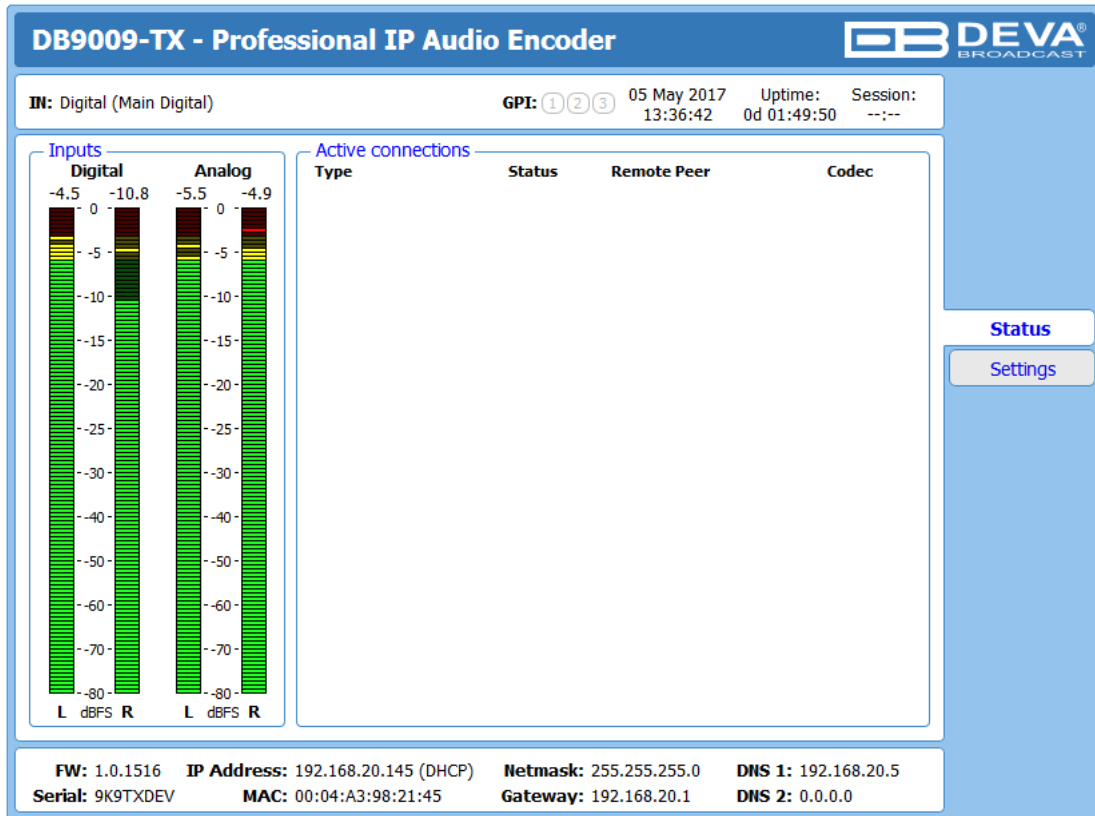 DB9009-TX - Professional IP Audio Encoder
DEVA®
BROADCAST
IN: Digital (Main Digital)
GPI: 1 2 3
05 May 2017
13:36:42
Uptime:
0d 01:49:50
Session:
--:--
Inputs
Digital Analog
-4.5 -10.8 -5.5 -4.9
- 0 - - 0 -
- -5 - - -5 -
- -10 - - -10 -
- -15 - - -15 -
- -20 - - -20 -
- -25 - - -25 -
- -30 - - -30 -
- -40 - - -40 -
- -50 - - -50 -
- -60 - - -60 -
- -70 - - -70 -
- -80 - - -80 -
L dBFS R L dBFS R
Active connections
Type Status Remote Peer Codec
Status
Settings
FW: 1.0.1516 IP Address: 192.168.20.145 (DHCP) Netmask: 255.255.255.0 DNS 1: 192.168.20.5
Serial: 9K9TXDEV MAC: 00:04:A3:98:21:45 Gateway: 192.168.20.1 DNS 2: 0.0.0.0